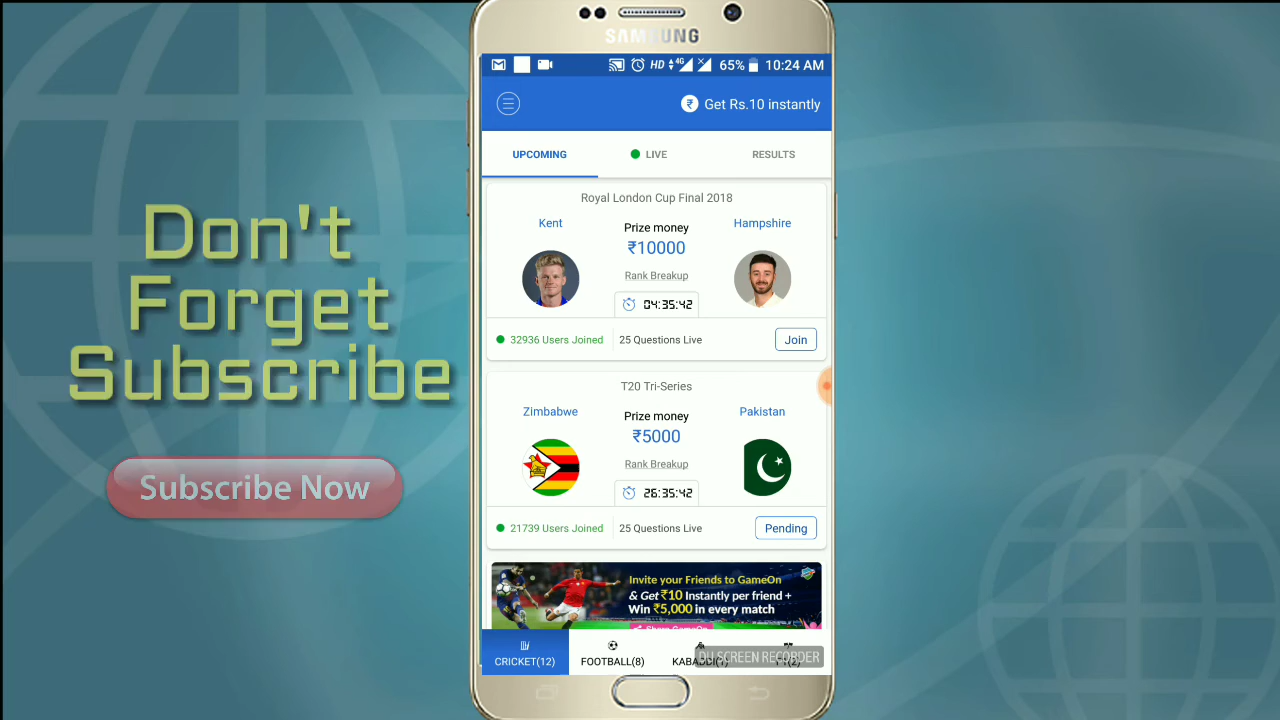 Don't
Forget
Subscribe
Subscribe Now
SAMSUNG
HD 4G 65% 10:24 AM
₹ Get Rs.10 instantly
UPCOMING LIVE RESULTS
Royal London Cup Final 2018
Kent Prize money Hampshire
₹10000
Rank Breakup
04:35:42
32936 Users Joined 25 Questions Live Join
T20 Tri-Series
Zimbabwe Prize money Pakistan
₹5000
Rank Breakup
26:35:42
21739 Users Joined 25 Questions Live Pending
Invite your Friends to GameOn
& Get ₹10 Instantly per friend +
Win ₹5,000 in every match
Share GameOn
CRICKET(12) FOOTBALL(8)
DU SCREEN RECORDER